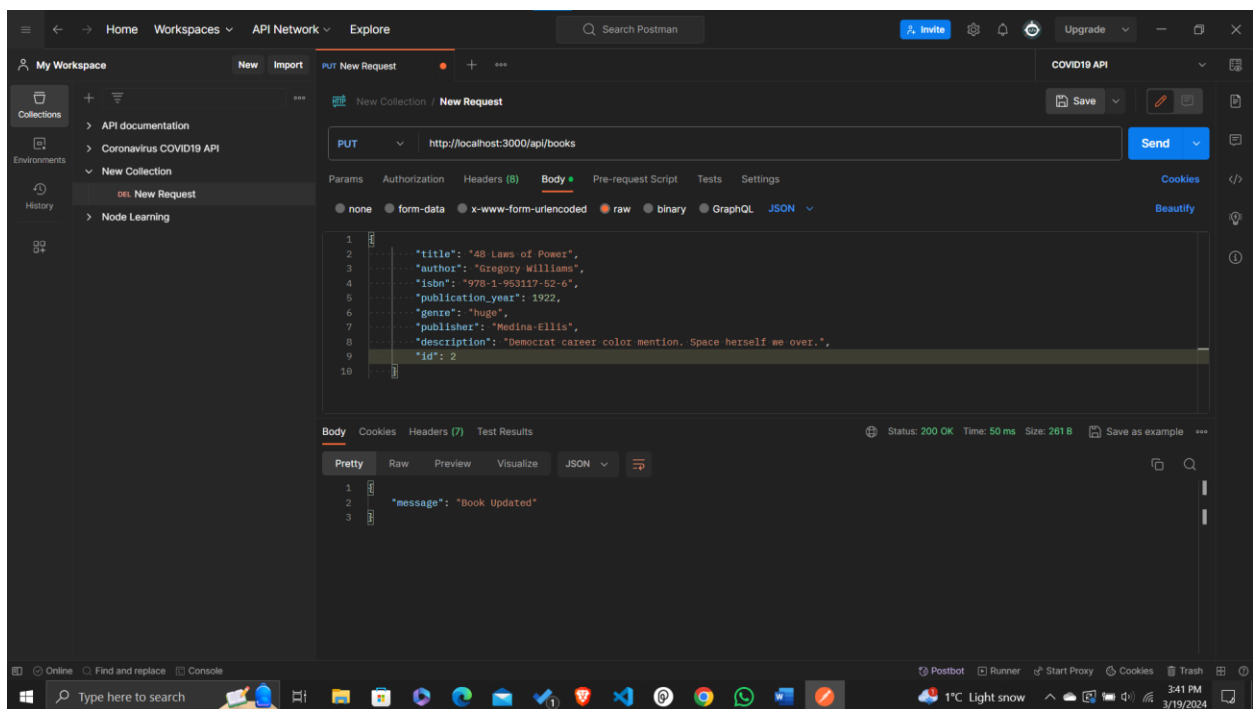 Home Workspaces API Network Explore Search Postman Invite Upgrade
My Workspace New Import PUT New Request COVID19 API
Collections
Environments
History
API documentation
Coronavirus COVID19 API
New Collection
DEL New Request
Node Learning
HTTP New Collection / New Request Save
PUT http://localhost:3000/api/books Send
Params Authorization Headers (8) Body Pre-request Script Tests Settings Cookies
none form-data x-www-form-urlencoded raw binary GraphQL JSON Beautify
1 {
2 "title": "48 Laws of Power",
3 "author": "Gregory Williams",
4 "isbn": "978-1-953117-52-6",
5 "publication_year": 1922,
6 "genre": "huge",
7 "publisher": "Medina-Ellis",
8 "description": "Democrat career color mention. Space herself we over.",
9 "id": 2
10 }
Body Cookies Headers (7) Test Results Status: 200 OK Time: 50 ms Size: 261 B Save as example
Pretty Raw Preview Visualize JSON
1 {
2 "message": "Book Updated"
3 }
Online Find and replace Console Postbot Runner Start Proxy Cookies Trash
Type here to search 1°C Light snow 3:41 PM
3/19/2024